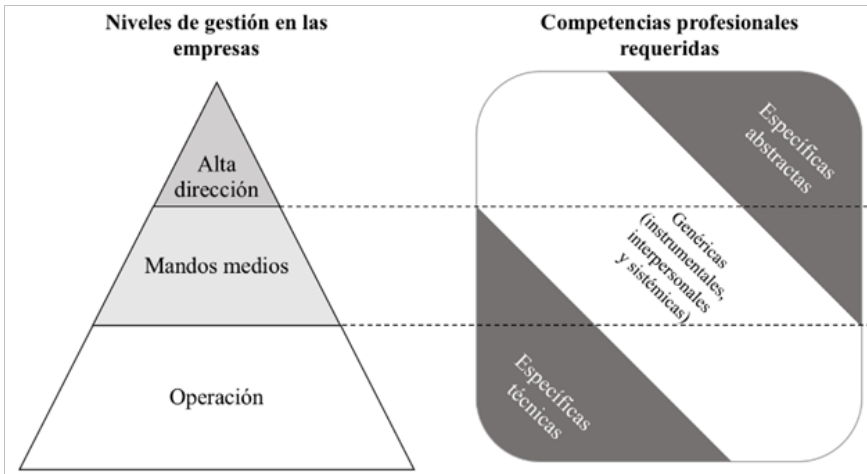 Niveles de gestión en las
empresas
Alta
dirección
Mandos medios
Operación
Competencias profesionales
requeridas
Específicas
abstractas
Genéricas
(instrumentales,
interpersonales
y sistémicas)
Específicas
técnicas